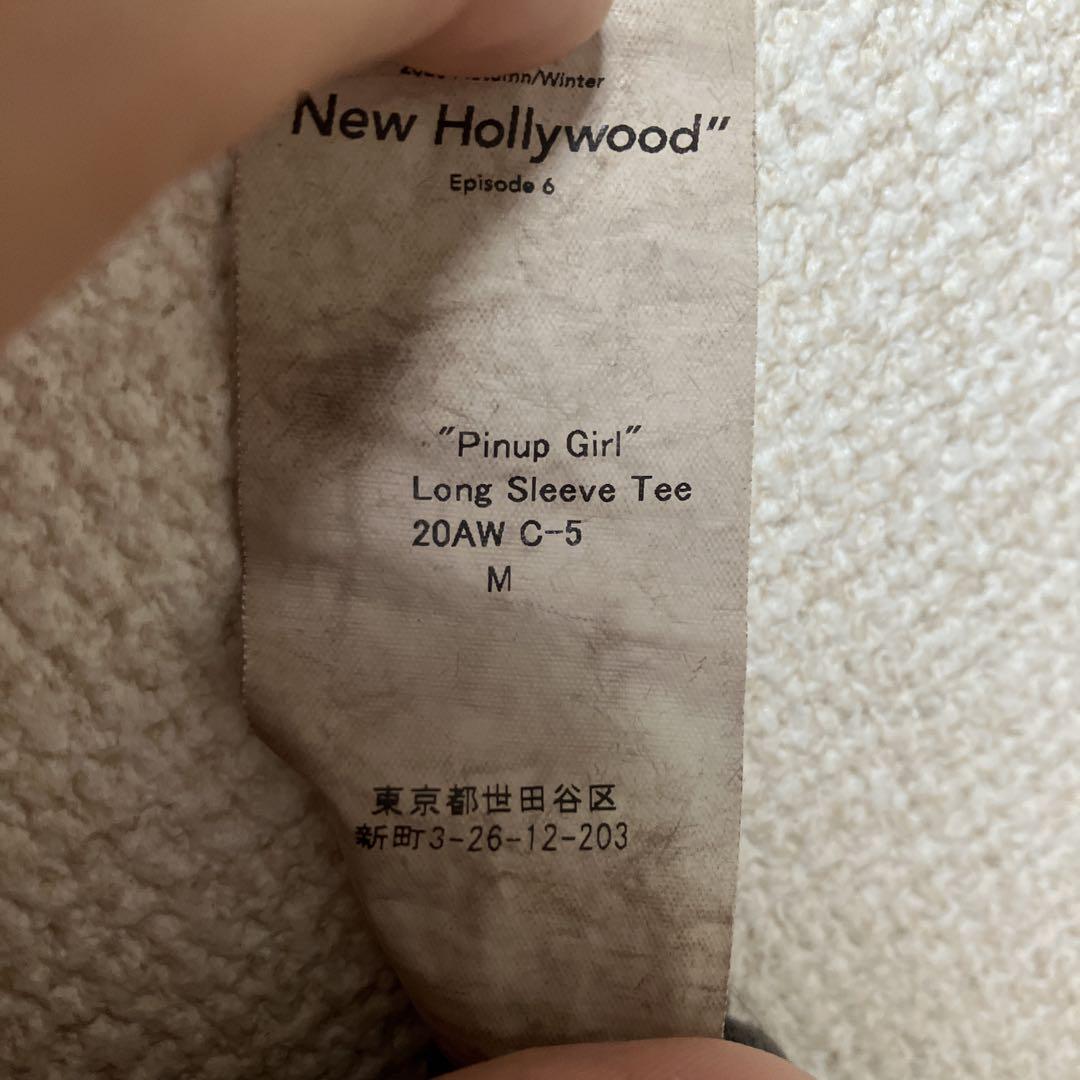 New Hollywood”
Episode 6
"Pinup Girl"
Long Sleeve Tee
20AW C-5
M
東京都世田谷区
新町3-26-12-203